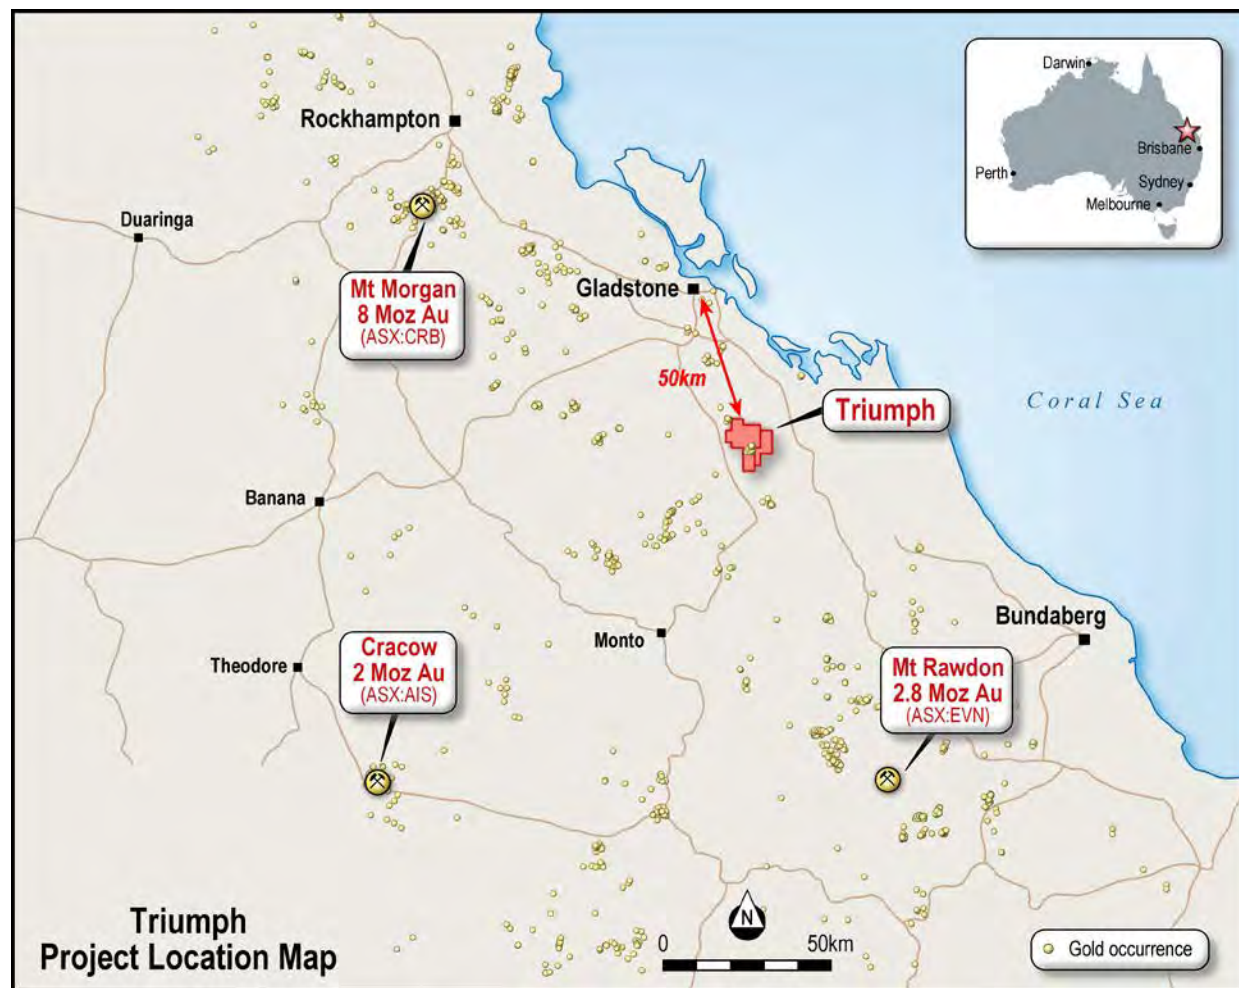 Darwin
Brisbane
Perth
Sydney
Melbourne
Rockhampton
Duaringa
Mt Morgan
8 Moz Au
(ASX:CRB)
Gladstone
50km
Triumph
Coral Sea
Banana
Bundaberg
Monto
Theodore
Cracow
2 Moz Au
(ASX:AIS)
Mt Rawdon
2.8 Moz Au
(ASX:EVN)
Triumph
Project Location Map
N
0 50km
Gold occurrence